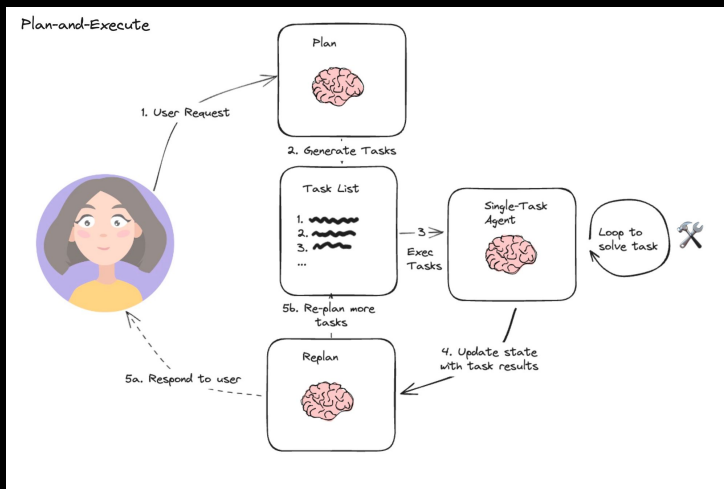 Plan-and-Execute
Plan
1. User Request
2. Generate Tasks
Task List
1.
2.
3.
...
3
Exec
Tasks
Single-Task
Agent
Loop to
solve task
5b. Re-plan more
tasks
Replan
4. Update state
with task results
5a. Respond to user